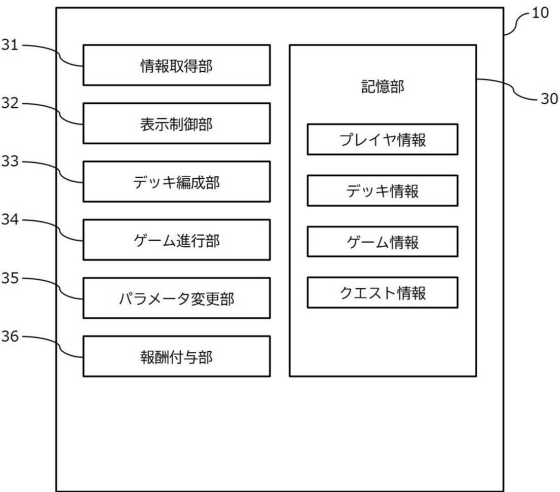 10
31
情報取得部
32
表示制御部
33
デッキ編成部
34
ゲーム進行部
35
パラメータ変更部
36
報酬付与部
記憶部
30
プレイヤ情報
デッキ情報
ゲーム情報
クエスト情報